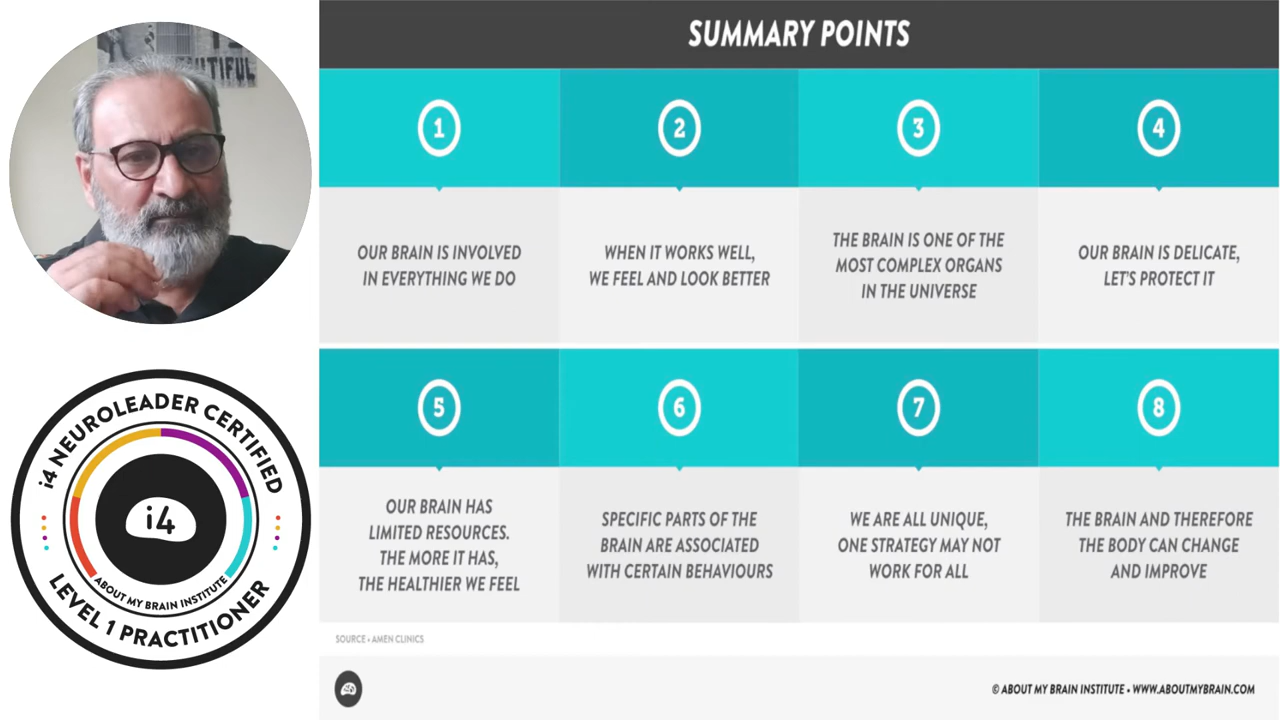 UTIFUL
SUMMARY POINTS
1
2
3
4
OUR BRAIN IS INVOLVED
IN EVERYTHING WE DO
WHEN IT WORKS WELL,
WE FEEL AND LOOK BETTER
THE BRAIN IS ONE OF THE
MOST COMPLEX ORGANS
IN THE UNIVERSE
OUR BRAIN IS DELICATE,
LET'S PROTECT IT
5
6
7
8
OUR BRAIN HAS
LIMITED RESOURCES.
THE MORE IT HAS,
THE HEALTHIER WE FEEL
SPECIFIC PARTS OF THE
BRAIN ARE ASSOCIATED
WITH CERTAIN BEHAVIOURS
WE ARE ALL UNIQUE,
ONE STRATEGY MAY NOT
WORK FOR ALL
THE BRAIN AND THEREFORE
THE BODY CAN CHANGE
AND IMPROVE
i4 NEUROLEADER CERTIFIED
i4
ABOUT MY BRAIN INSTITUTE
LEVEL 1 PRACTITIONER
SOURCE • AMEN CLINICS
© ABOUT MY BRAIN INSTITUTE • WWW.ABOUTMYBRAIN.COM